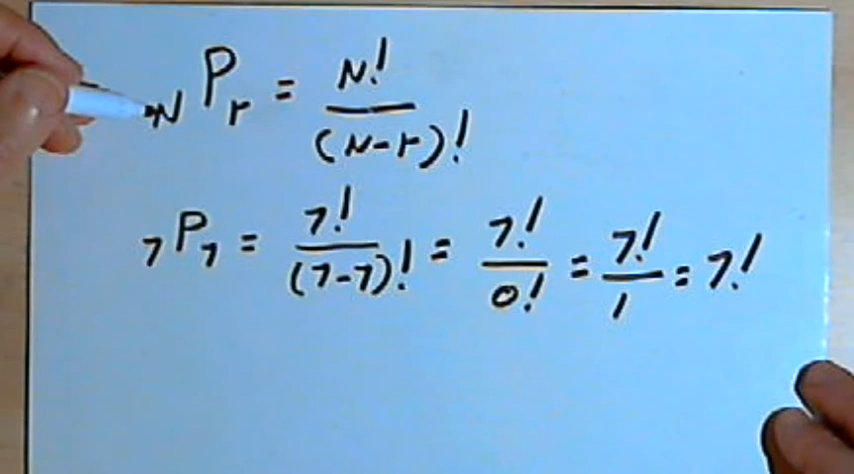 NPr = N! / (N-r)!
7P7 = 7! / (7-7)! = 7! / 0! = 7! / 1 = 7!